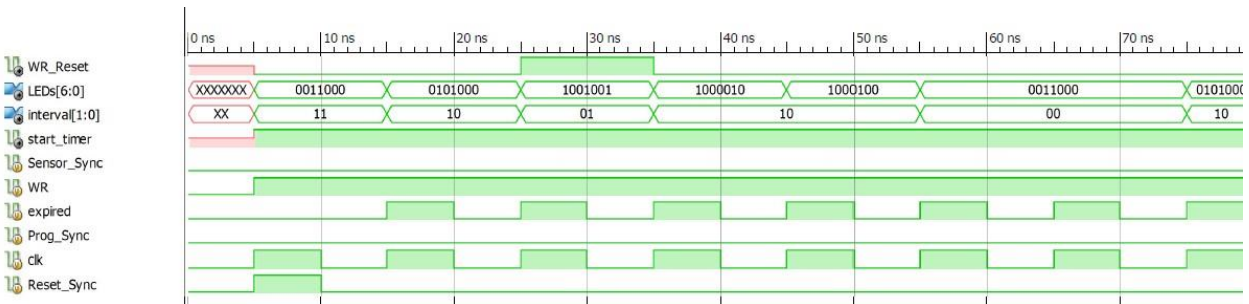 0 ns 10 ns 20 ns 30 ns 40 ns 50 ns 60 ns 70 ns
WR_Reset
LEDs[6:0] XXXXXXX 0011000 0101000 1001001 1000010 1000100 0011000 0101000
interval[1:0] XX 11 10 01 10 00 10
start_timer
Sensor_Sync
WR
expired
Prog_Sync
clk
Reset_Sync